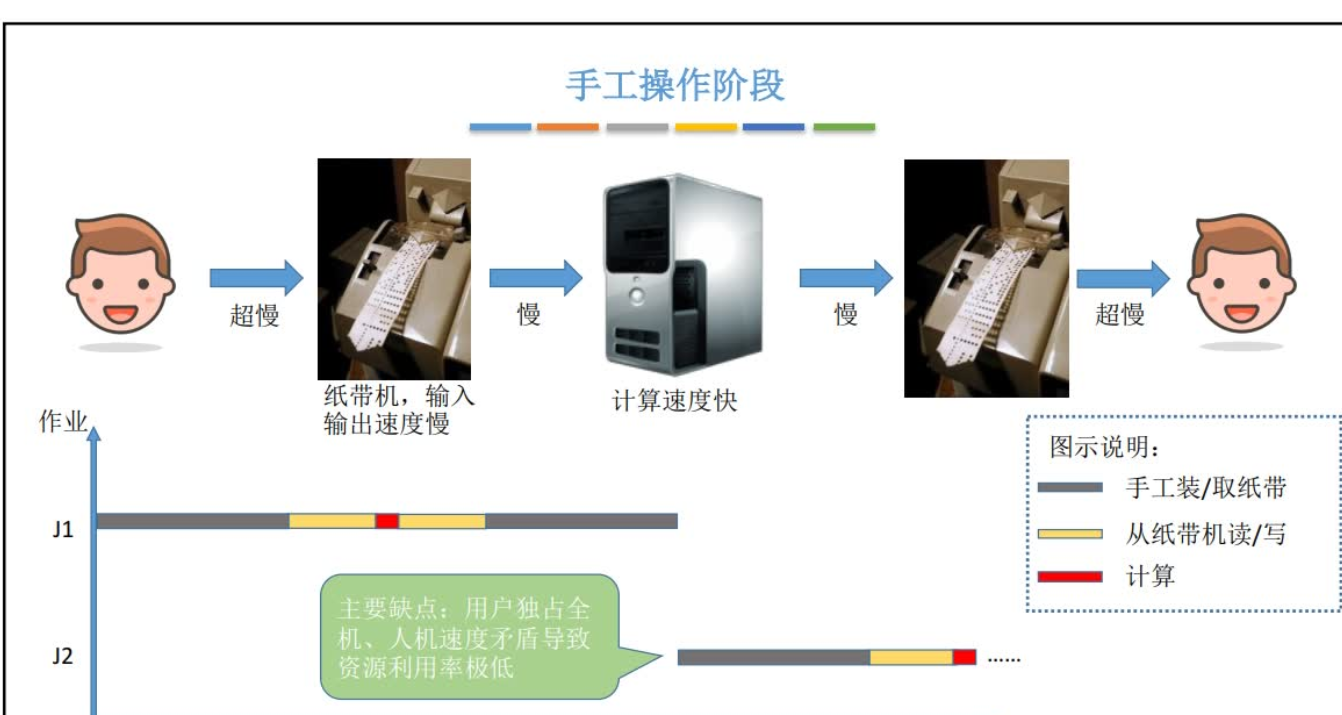 手工操作阶段
超慢
慢
慢
超慢
纸带机，输入
输出速度慢
计算速度快
作业
图示说明：
手工装/取纸带
从纸带机读/写
计算
J1
主要缺点：用户独占全
机、人机速度矛盾导致
资源利用率极低
J2
......